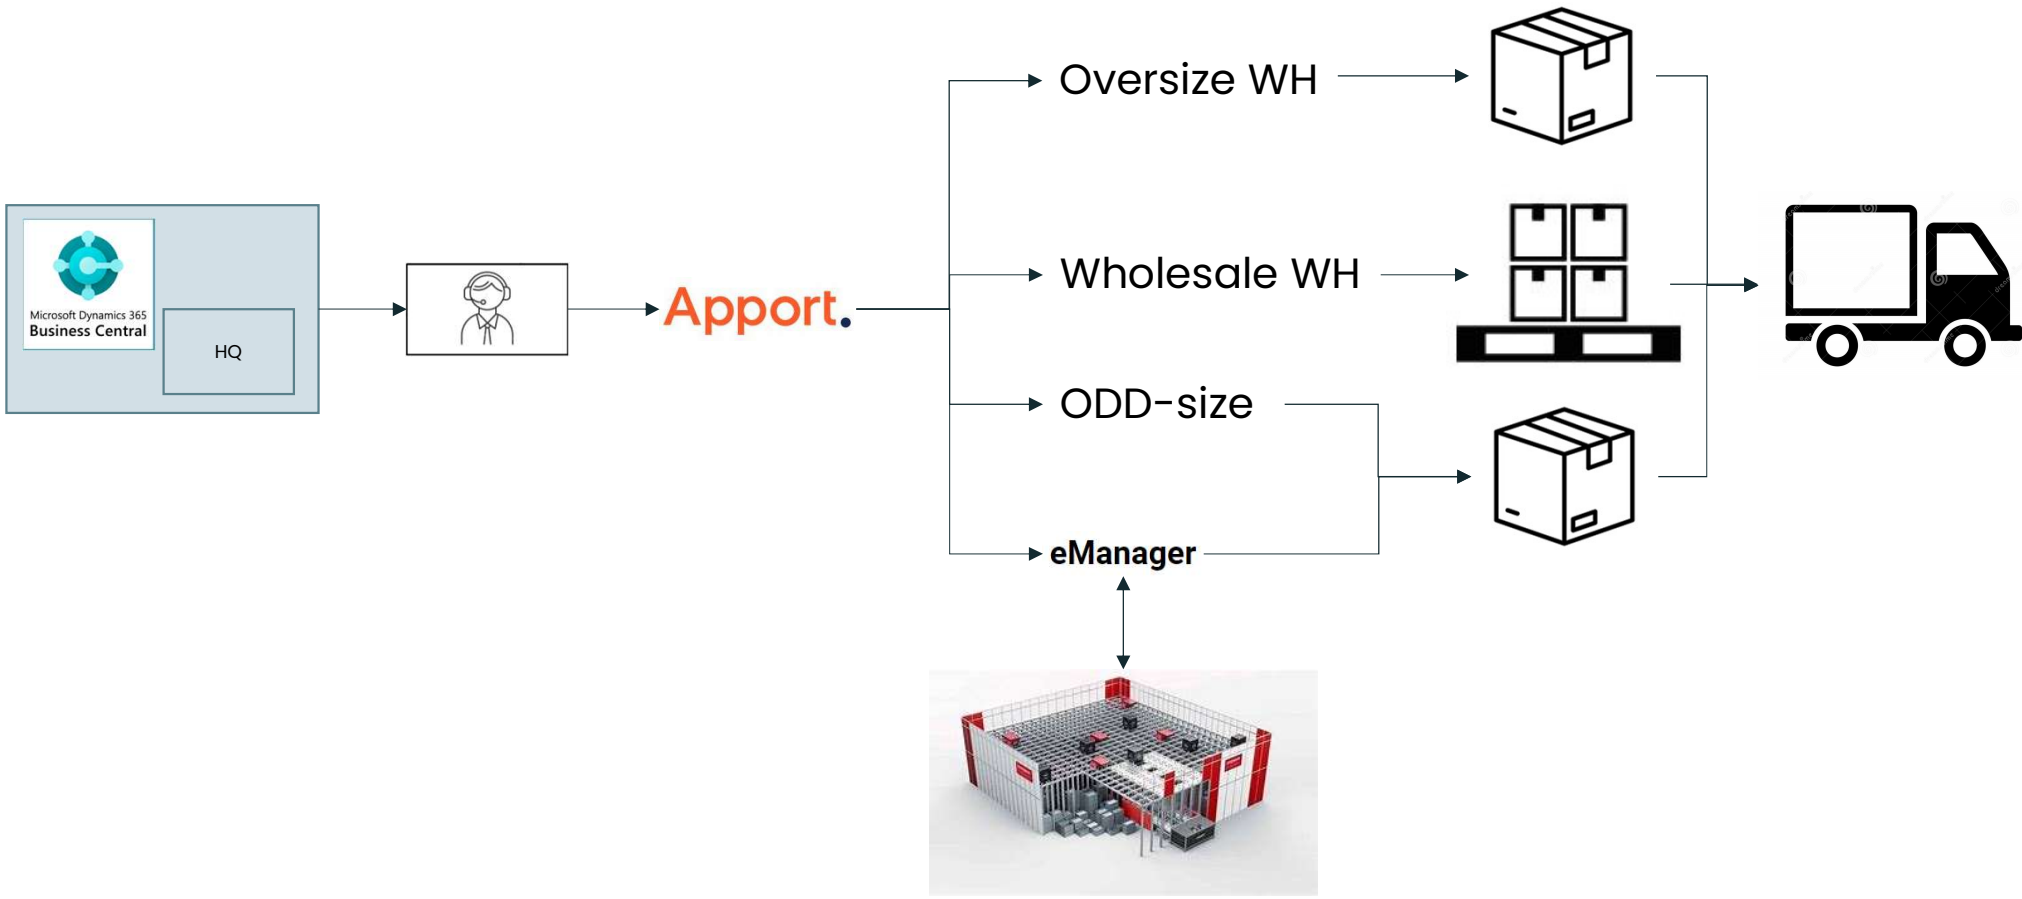 Oversize WH
Microsoft Dynamics 365
Business Central
HQ
Apport.
Wholesale WH
ODD-size
eManager